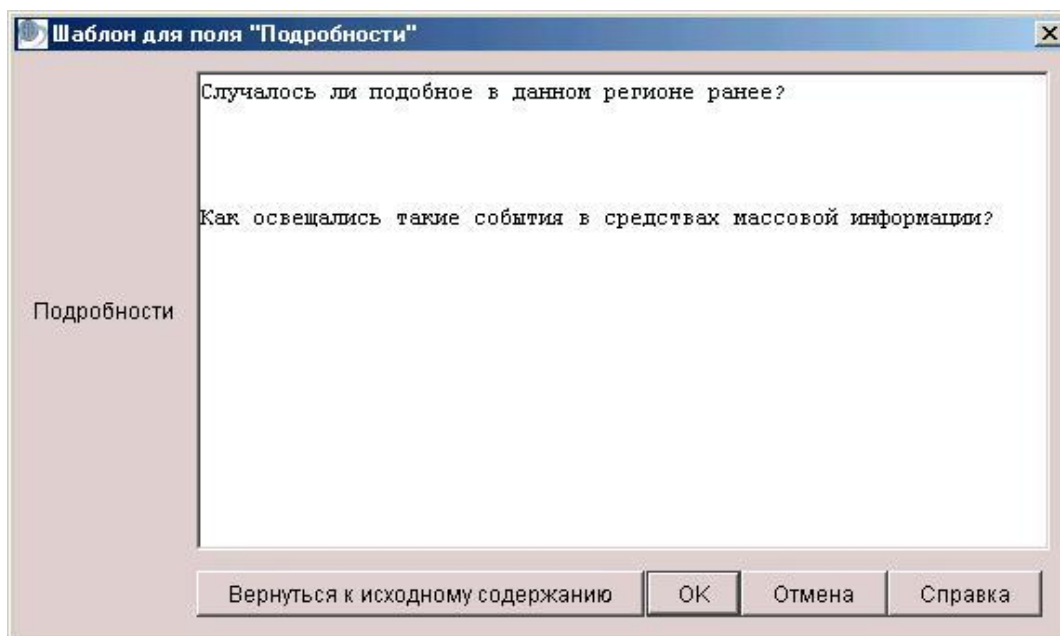 Шаблон для поля "Подробности"
Случалось ли подобное в данном регионе ранее?
Как освещались такие события в средствах массовой информации?
Подробности
Вернуться к исходному содержанию OK Отмена Справка